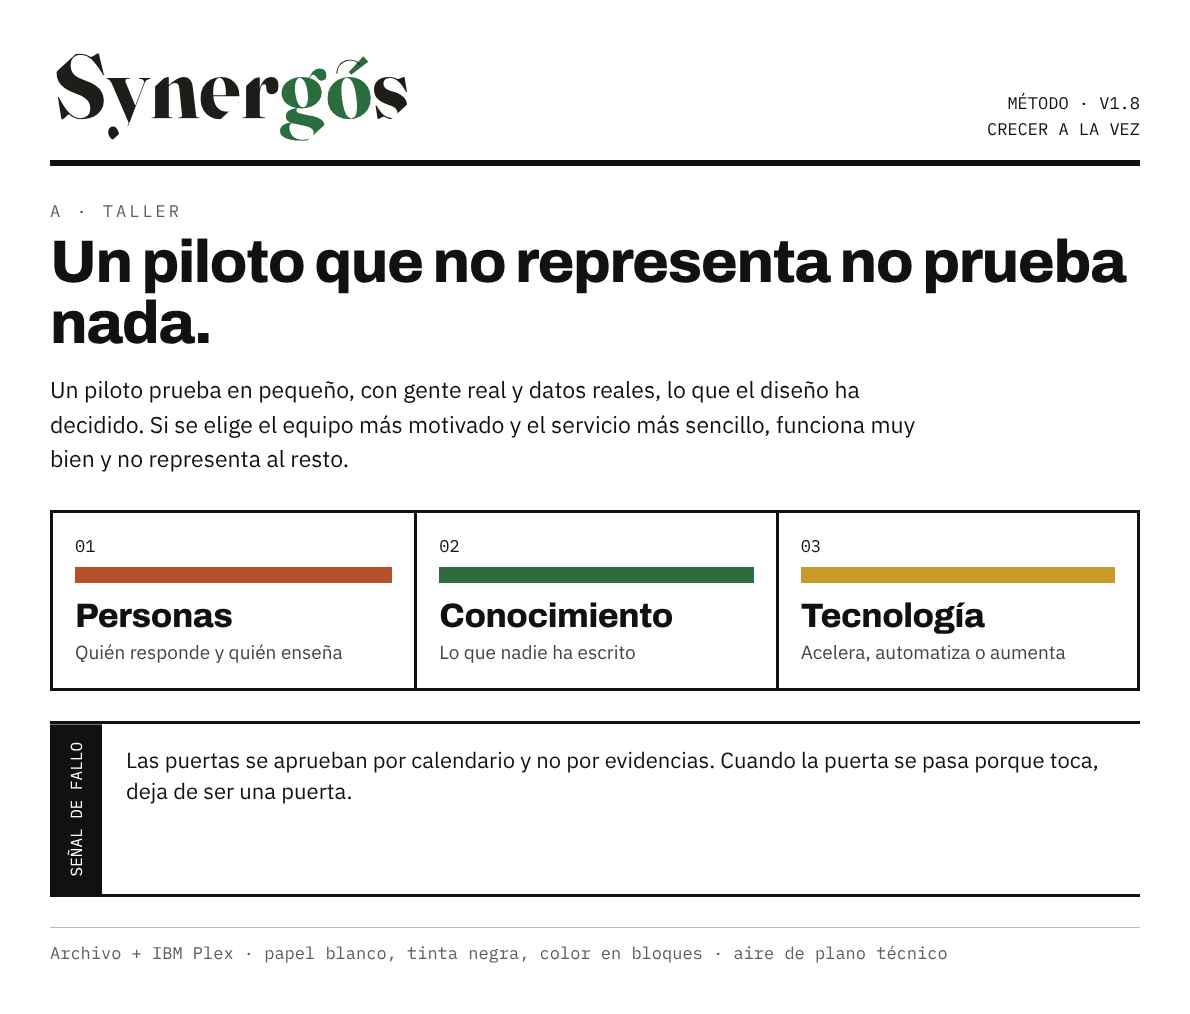 Synergós
MÉTODO · V1.8
CRECER A LA VEZ
A · TALLER
Un piloto que no representa no prueba
nada.
Un piloto prueba en pequeño, con gente real y datos reales, lo que el diseño ha
decidido. Si se elige el equipo más motivado y el servicio más sencillo, funciona muy
bien y no representa al resto.
01
Personas
Quién responde y quién enseña
02
Conocimiento
Lo que nadie ha escrito
03
Tecnología
Acelera, automatiza o aumenta
SEÑAL DE FALLO
Las puertas se aprueban por calendario y no por evidencias. Cuando la puerta se pasa porque toca,
deja de ser una puerta.
Archivo + IBM Plex · papel blanco, tinta negra, color en bloques · aire de plano técnico